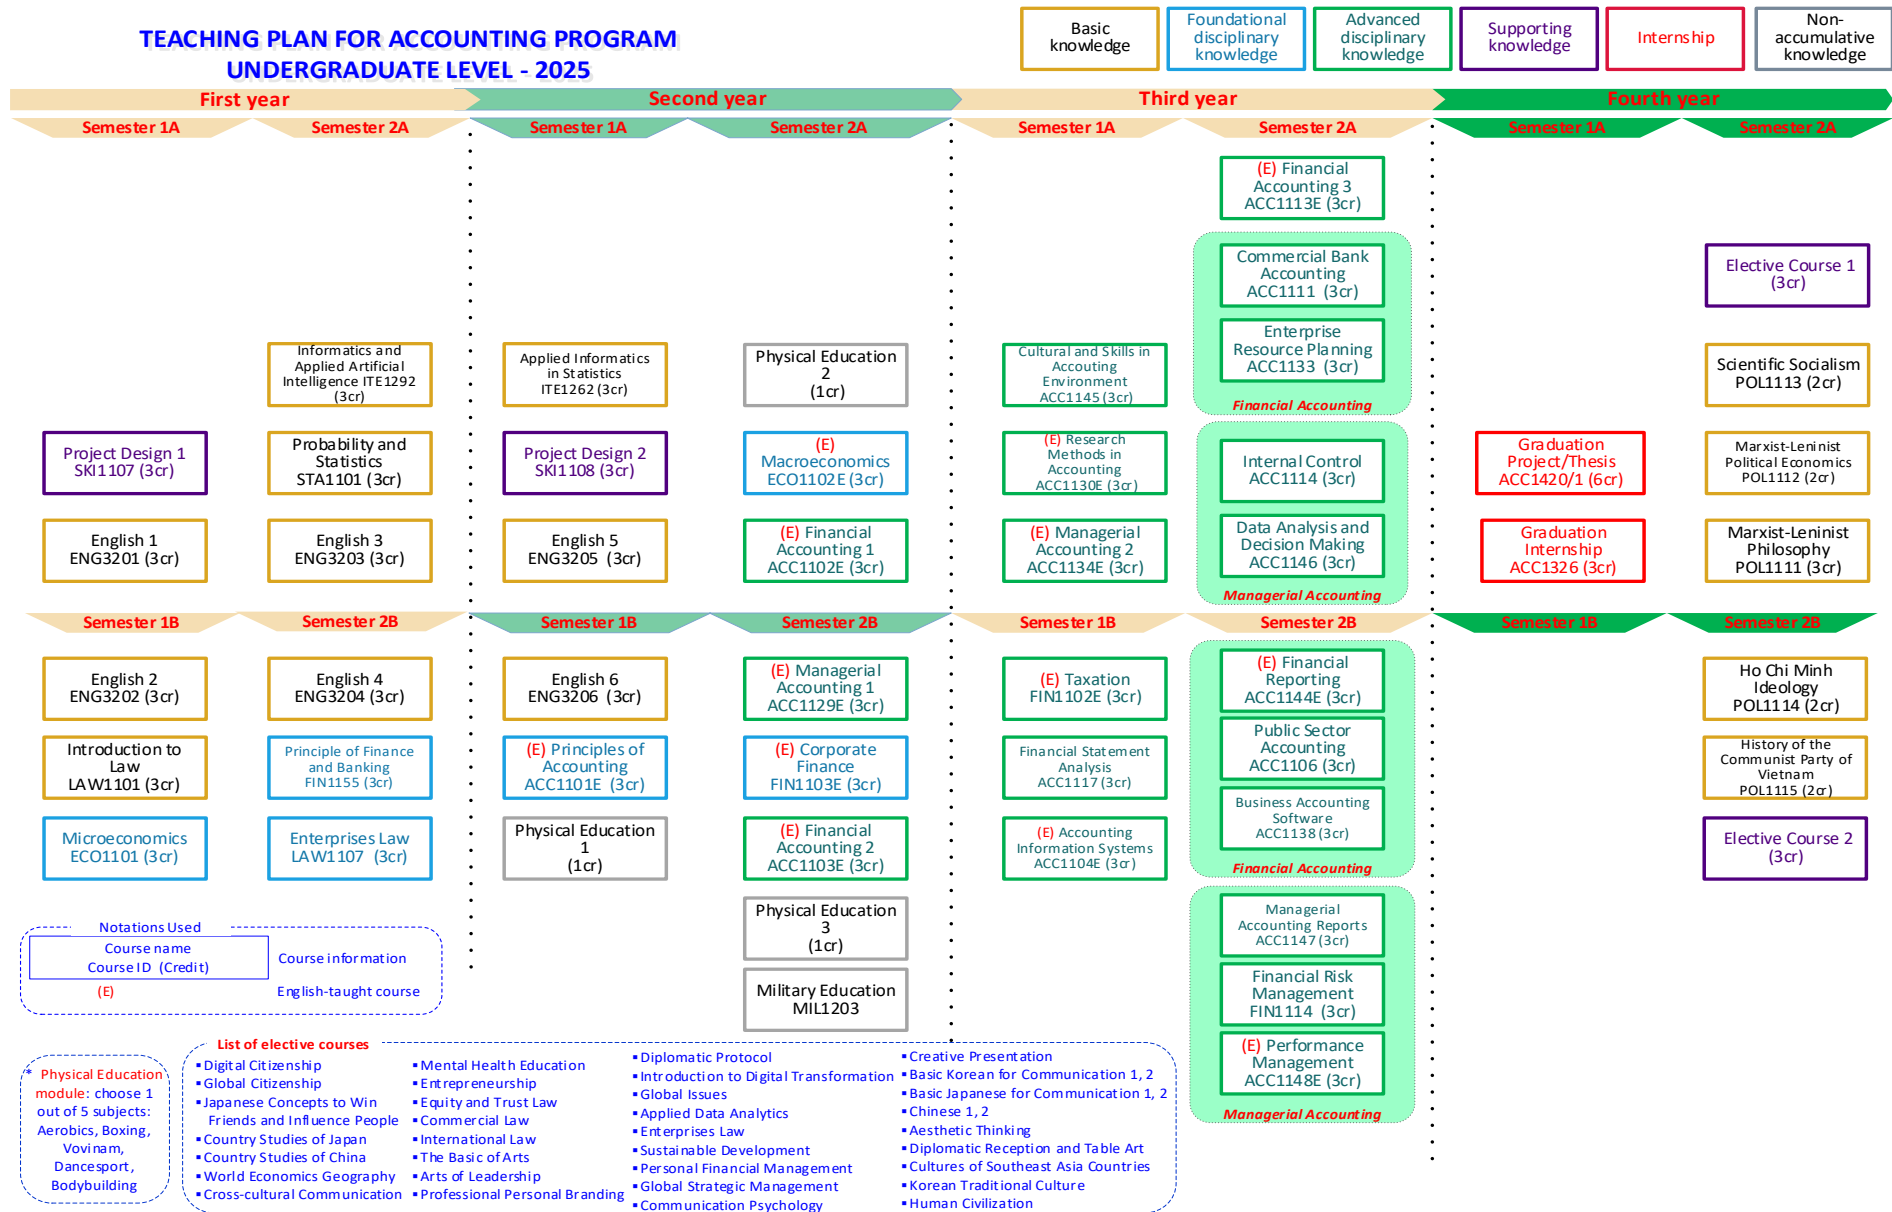 TEACHING PLAN FOR ACCOUNTING PROGRAM
UNDERGRADUATE LEVEL - 2025
Basic
knowledge
Foundational
disciplinary
knowledge
Advanced
disciplinary
knowledge
Supporting
knowledge
Internship
Non-
accumulative
knowledge
First year
Second year
Third year
Fourth year
Semester 1A
Semester 2A
Semester 1A
Semester 2A
Semester 1A
Semester 2A
Semester 1A
Semester 2A
Project Design 1
SKI1107 (3cr)
English 1
ENG3201 (3cr)
Informatics and
Applied Artificial
Intelligence ITE1292
(3cr)
Probability and
Statistics
STA1101 (3cr)
English 3
ENG3203 (3cr)
Applied Informatics
in Statistics
ITE1262 (3cr)
Project Design 2
SKI1108 (3cr)
English 5
ENG3205 (3cr)
Physical Education
2
(1cr)
(E)
Macroeconomics
ECO1102E (3cr)
(E) Financial
Accounting 1
ACC1102E (3cr)
Cultural and Skills in
Accouting
Environment
ACC1145 (3cr)
(E) Research
Methods in
Accounting
ACC1130E (3cr)
(E) Managerial
Accounting 2
ACC1134E (3cr)
(E) Financial
Accounting 3
ACC1113E (3cr)
Commercial Bank
Accounting
ACC1111 (3cr)
Enterprise
Resource Planning
ACC1133 (3cr)
Financial Accounting
Internal Control
ACC1114 (3cr)
Data Analysis and
Decision Making
ACC1146 (3cr)
Managerial Accounting
Graduation
Project/Thesis
ACC1420/1 (6cr)
Graduation
Internship
ACC1326 (3cr)
Elective Course 1
(3cr)
Scientific Socialism
POL1113 (2cr)
Marxist-Leninist
Political Economics
POL1112 (2cr)
Marxist-Leninist
Philosophy
POL1111 (3cr)
Semester 1B
Semester 2B
Semester 1B
Semester 2B
Semester 1B
Semester 2B
Semester 1B
Semester 2B
English 2
ENG3202 (3cr)
Introduction to
Law
LAW1101 (3cr)
Microeconomics
ECO1101 (3cr)
English 4
ENG3204 (3cr)
Principle of Finance
and Banking
FIN1155 (3cr)
Enterprises Law
LAW1107 (3cr)
English 6
ENG3206 (3cr)
(E) Principles of
Accounting
ACC1101E (3cr)
Physical Education
1
(1cr)
(E) Managerial
Accounting 1
ACC1129E (3cr)
(E) Corporate
Finance
FIN1103E (3cr)
(E) Financial
Accounting 2
ACC1103E (3cr)
Physical Education
3
(1cr)
Military Education
MIL1203
(E) Taxation
FIN1102E (3cr)
Financial Statement
Analysis
ACC1117 (3cr)
(E) Accounting
Information Systems
ACC1104E (3cr)
(E) Financial
Reporting
ACC1144E (3cr)
Public Sector
Accounting
ACC1106 (3cr)
Business Accounting
Software
ACC1138 (3cr)
Financial Accounting
Managerial
Accounting Reports
ACC1147 (3cr)
Financial Risk
Management
FIN1114 (3cr)
(E) Performance
Management
ACC1148E (3cr)
Managerial Accounting
Ho Chi Minh
Ideology
POL1114 (2cr)
History of the
Communist Party of
Vietnam
POL1115 (2cr)
Elective Course 2
(3cr)
Notations Used
Course name
Course ID (Credit)
Course information
(E)
English-taught course
* Physical Education
module: choose 1
out of 5 subjects:
Aerobics, Boxing,
Vovinam,
Dancesport,
Bodybuilding
List of elective courses
▪ Digital Citizenship
▪ Global Citizenship
▪ Japanese Concepts to Win
Friends and Influence People
▪ Country Studies of Japan
▪ Country Studies of China
▪ World Economics Geography
▪ Cross-cultural Communication
▪ Mental Health Education
▪ Entrepreneurship
▪ Equity and Trust Law
▪ Commercial Law
▪ International Law
▪ The Basic of Arts
▪ Arts of Leadership
▪ Professional Personal Branding
▪ Diplomatic Protocol
▪ Introduction to Digital Transformation
▪ Global Issues
▪ Applied Data Analytics
▪ Enterprises Law
▪ Sustainable Development
▪ Personal Financial Management
▪ Global Strategic Management
▪ Communication Psychology
▪ Creative Presentation
▪ Basic Korean for Communication 1, 2
▪ Basic Japanese for Communication 1, 2
▪ Chinese 1, 2
▪ Aesthetic Thinking
▪ Diplomatic Reception and Table Art
▪ Cultures of Southeast Asia Countries
▪ Korean Traditional Culture
▪ Human Civilization